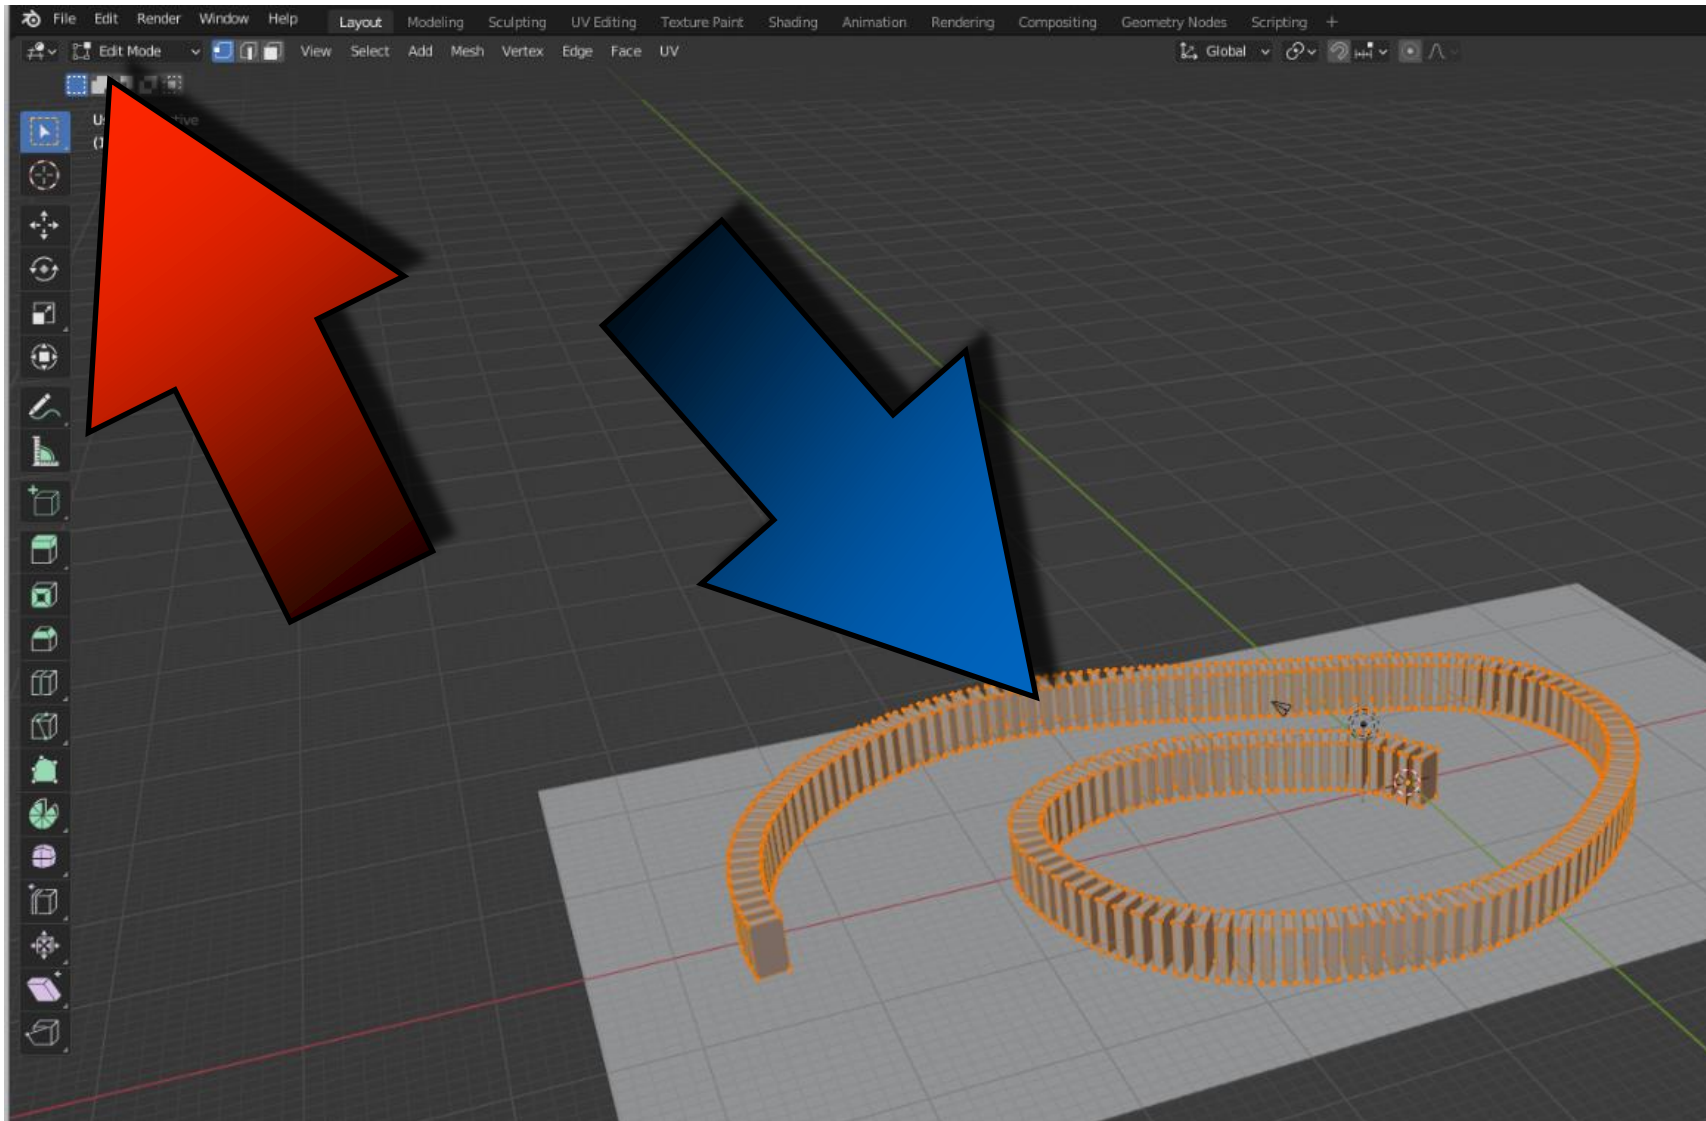 File Edit Render Window Help Layout Modeling Sculpting UV Editing Texture Paint Shading Animation Rendering Compositing Geometry Nodes Scripting +
Edit Mode View Select Add Mesh Vertex Edge Face UV Global